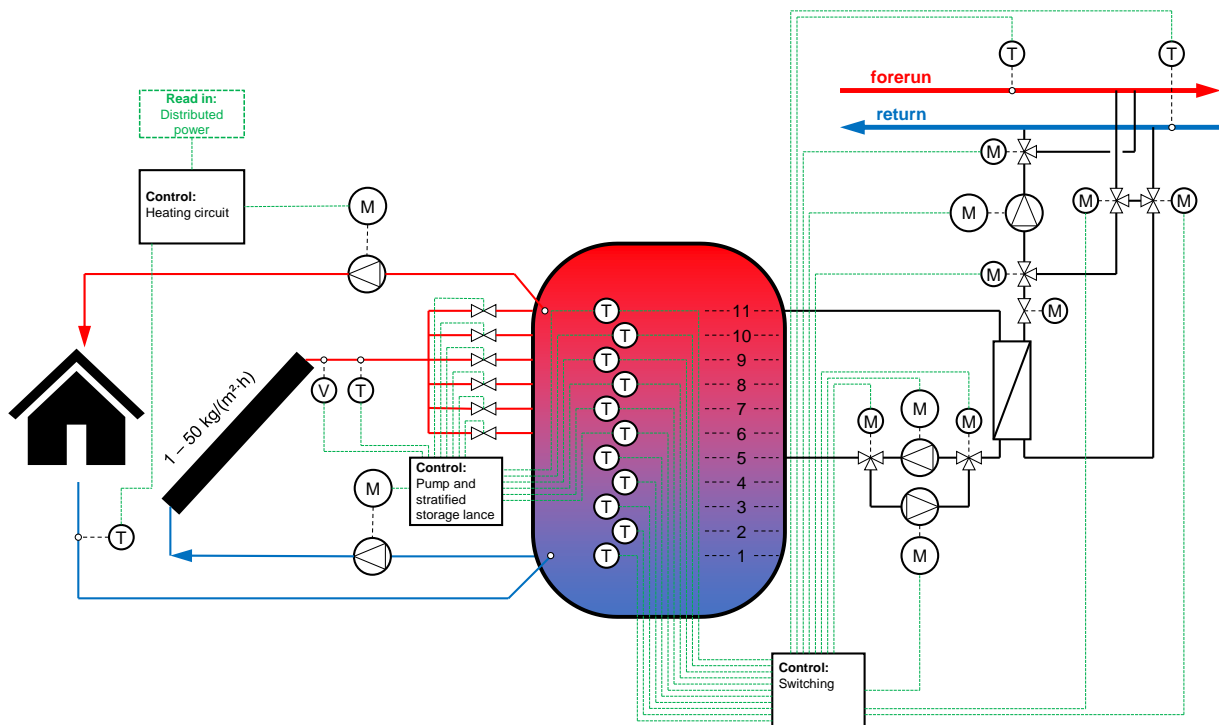 T
T
forerun
return
Read in:
Distributed
power
M
M
M
M
Control:
Heating circuit
M
M
M
M
T
11
T
10
T
9
T
8
T
7
T
6
T
5
T
4
T
3
T
2
T
1
V
T
1 – 50 kg/(m²·h)
M
M
M
Control:
Pump and
stratified
storage lance
M
T
M
Control:
Switching